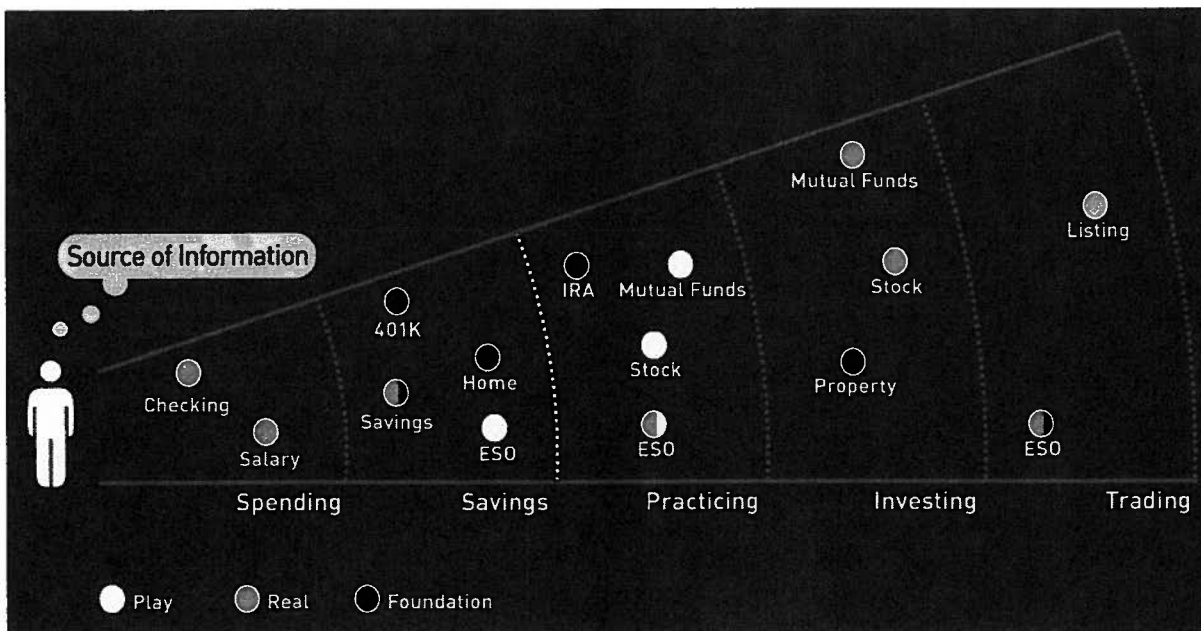 Mutual Funds
Listing
Source of Information
IRA
Mutual Funds
Stock
401K
Home
Stock
Property
Checking
Savings
Salary
ESO
ESO
ESO
Spending
Savings
Practicing
Investing
Trading
Play
Real
Foundation